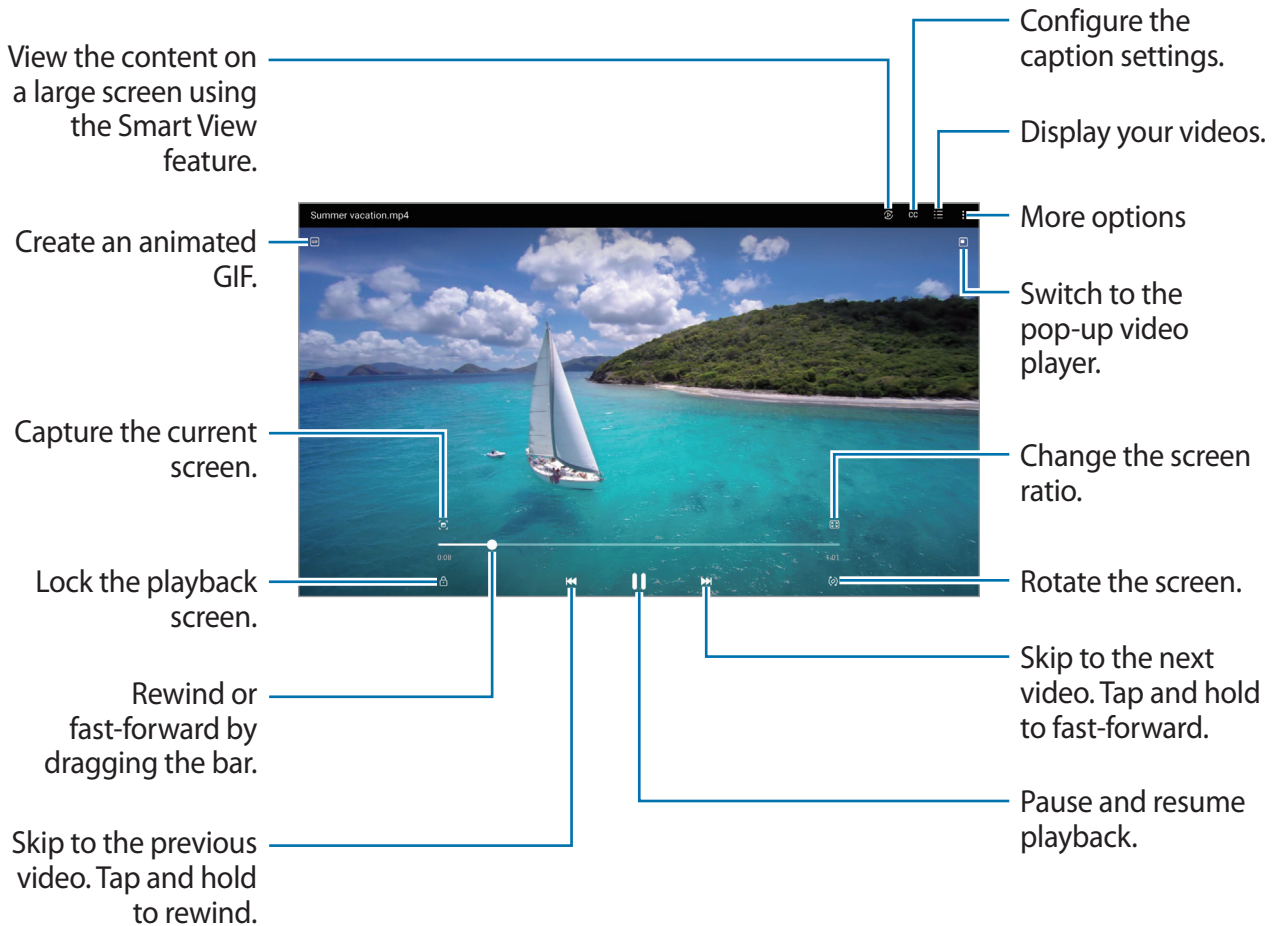 Configure the
caption settings.
View the content on
a large screen using
the Smart View
feature.
Display your videos.
Summer vacation.mp4
CC
More options
Create an animated
GIF.
GIF
Switch to the
pop-up video
player.
Capture the current
screen.
Change the screen
ratio.
0:08
1:01
Lock the playback
screen.
Rotate the screen.
Skip to the next
video. Tap and hold
to fast-forward.
Rewind or
fast-forward by
dragging the bar.
Pause and resume
playback.
Skip to the previous
video. Tap and hold
to rewind.